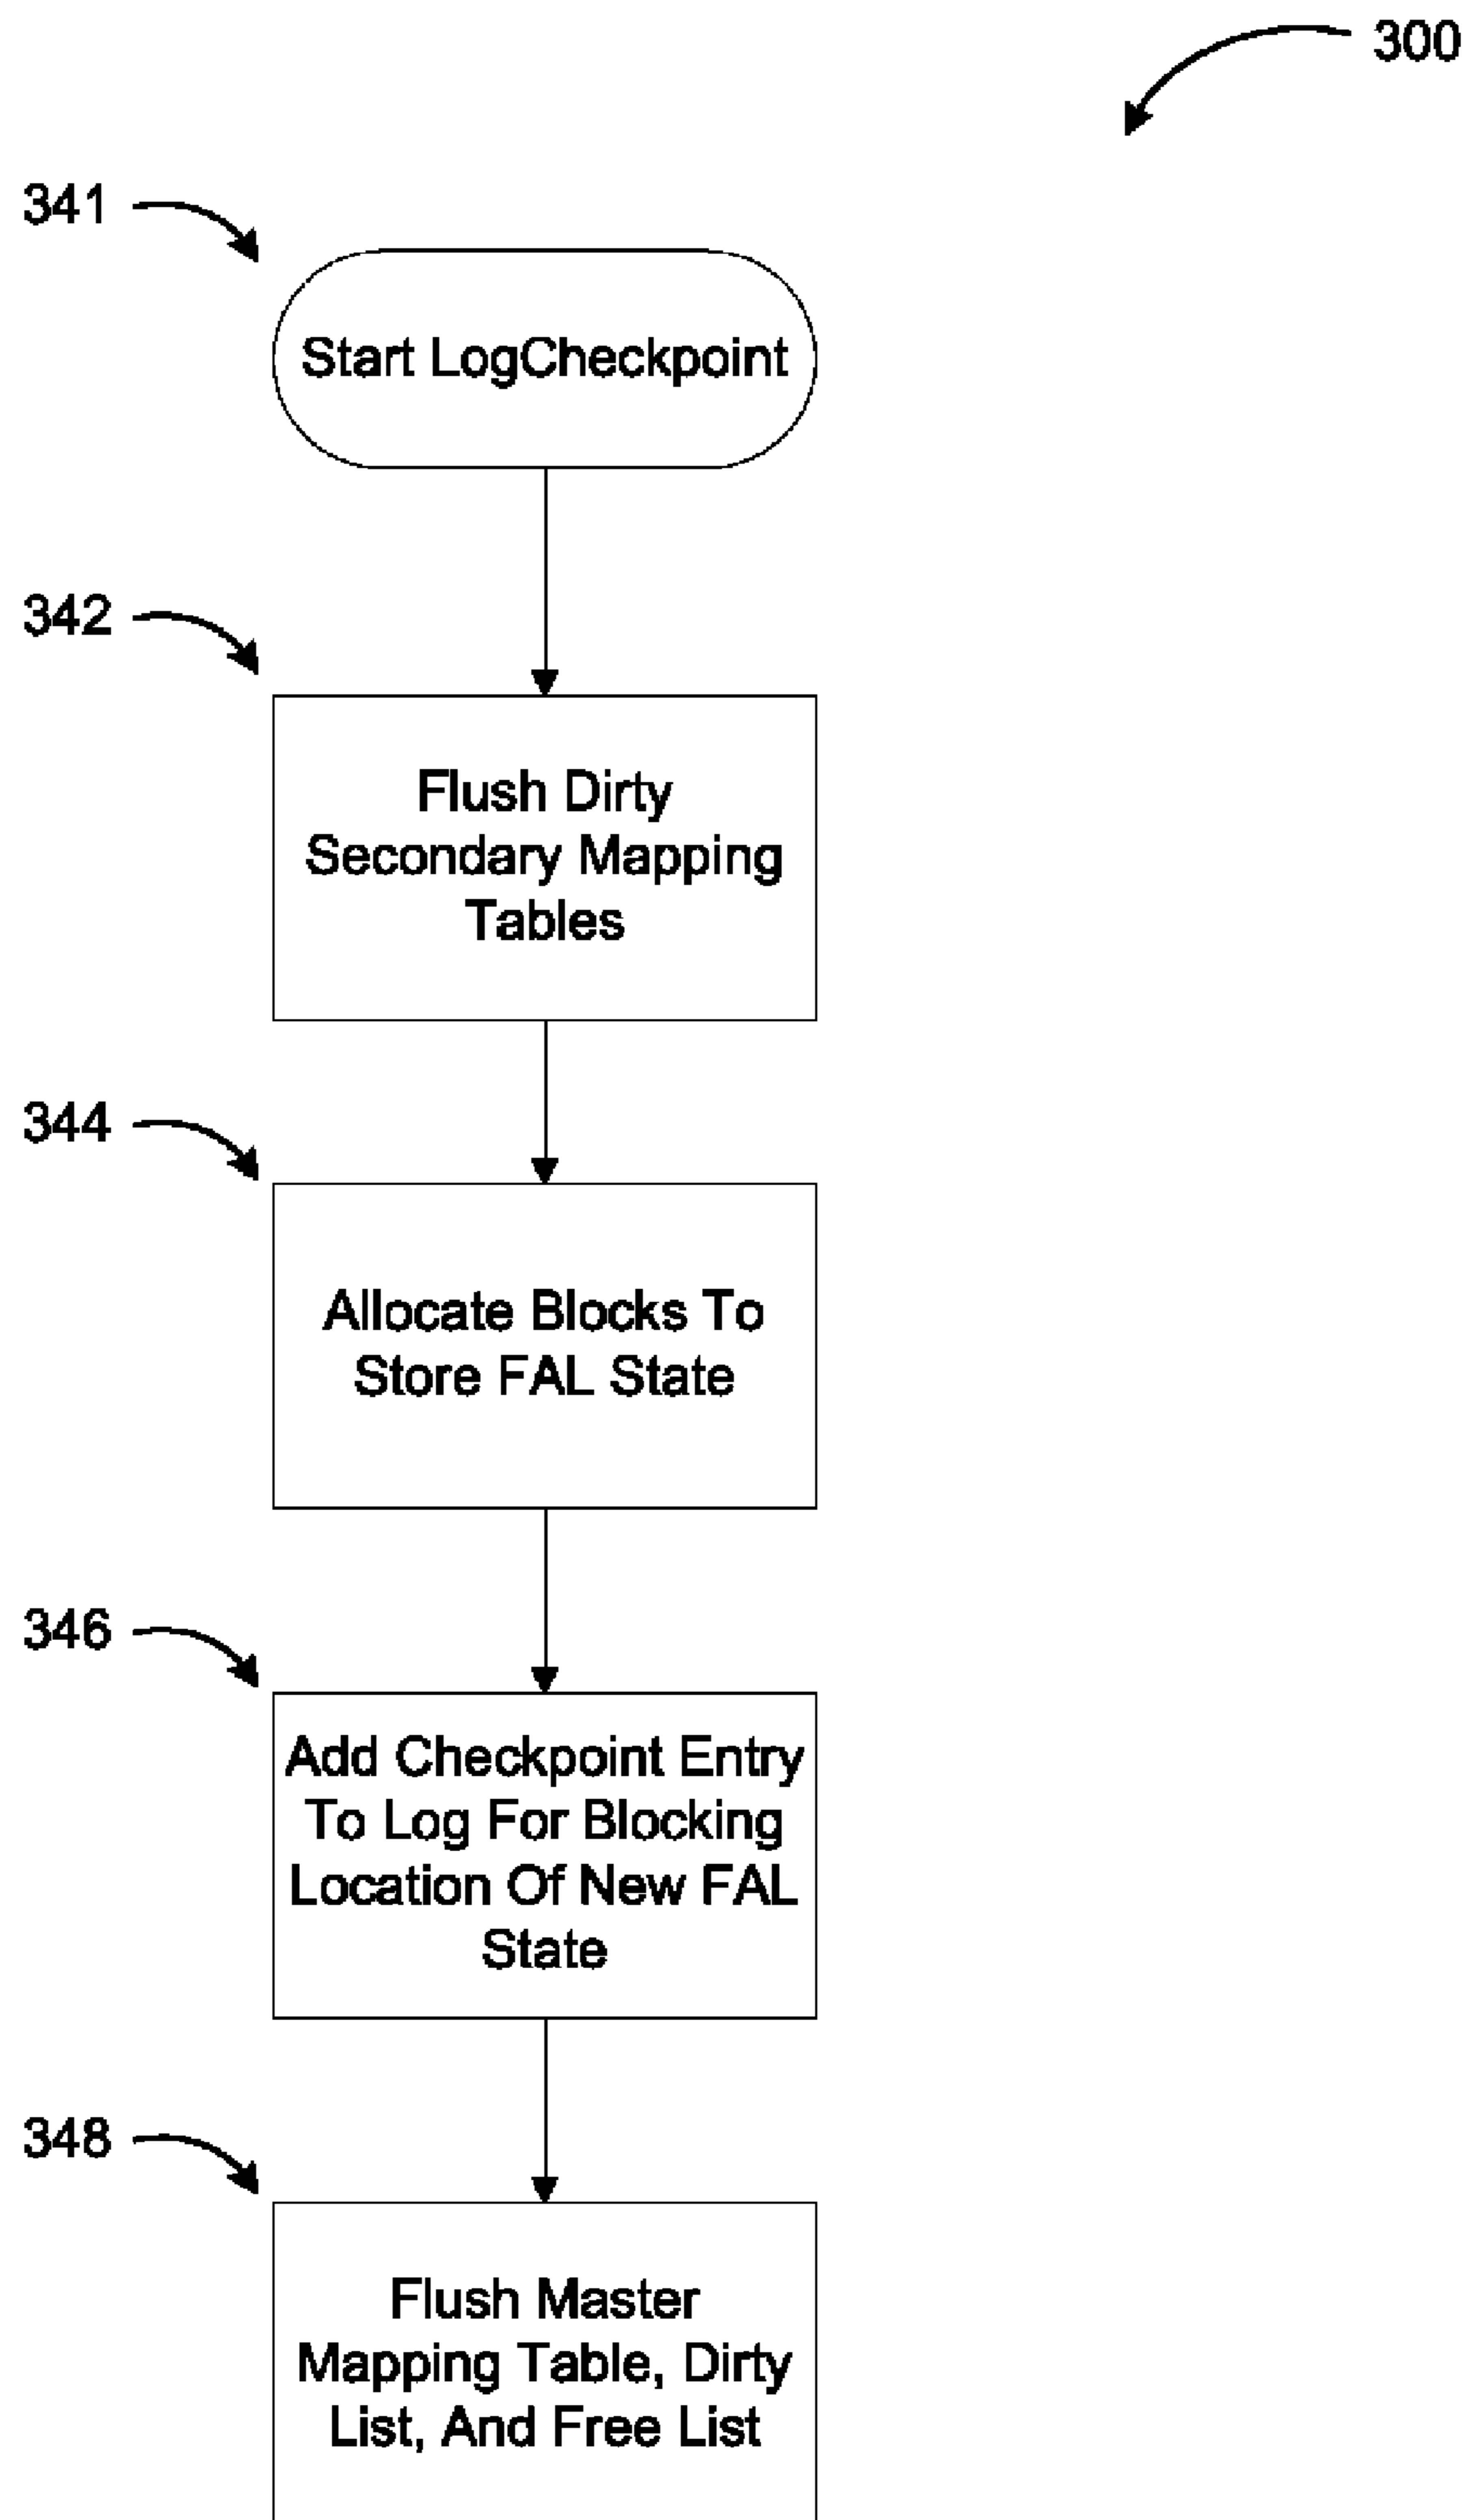 300
341
Start LogCheckpoint
342
Flush Dirty
Secondary Mapping
Tables
344
Allocate Blocks To
Store FAL State
346
Add Checkpoint Entry
To Log For Blocking
Location Of New FAL
State
348
Flush Master
Mapping Table, Dirty
List, And Free List